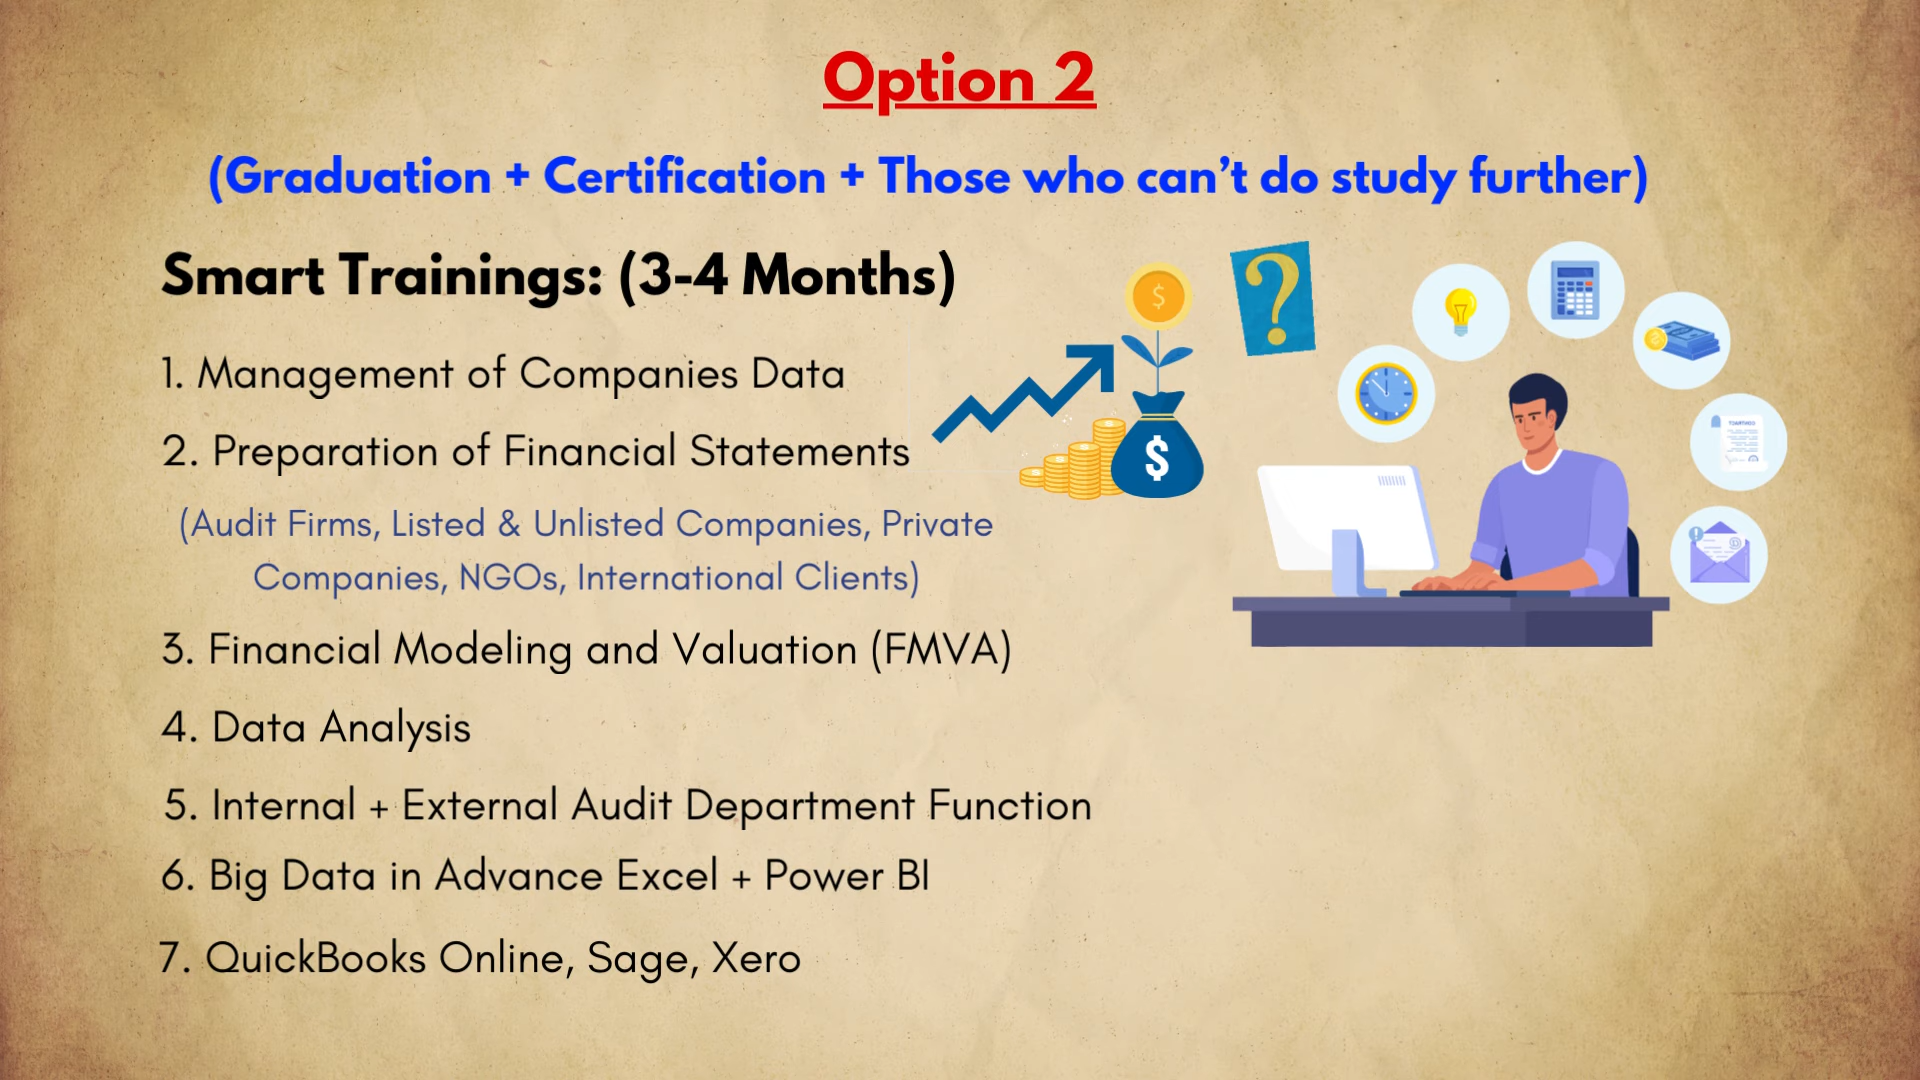 Option 2
(Graduation + Certification + Those who can't do study further)
Smart Trainings: (3-4 Months)
1. Management of Companies Data
2. Preparation of Financial Statements
(Audit Firms, Listed & Unlisted Companies, Private
Companies, NGOs, International Clients)
3. Financial Modeling and Valuation (FMVA)
4. Data Analysis
5. Internal + External Audit Department Function
6. Big Data in Advance Excel + Power BI
7. QuickBooks Online, Sage, Xero
$
?
$